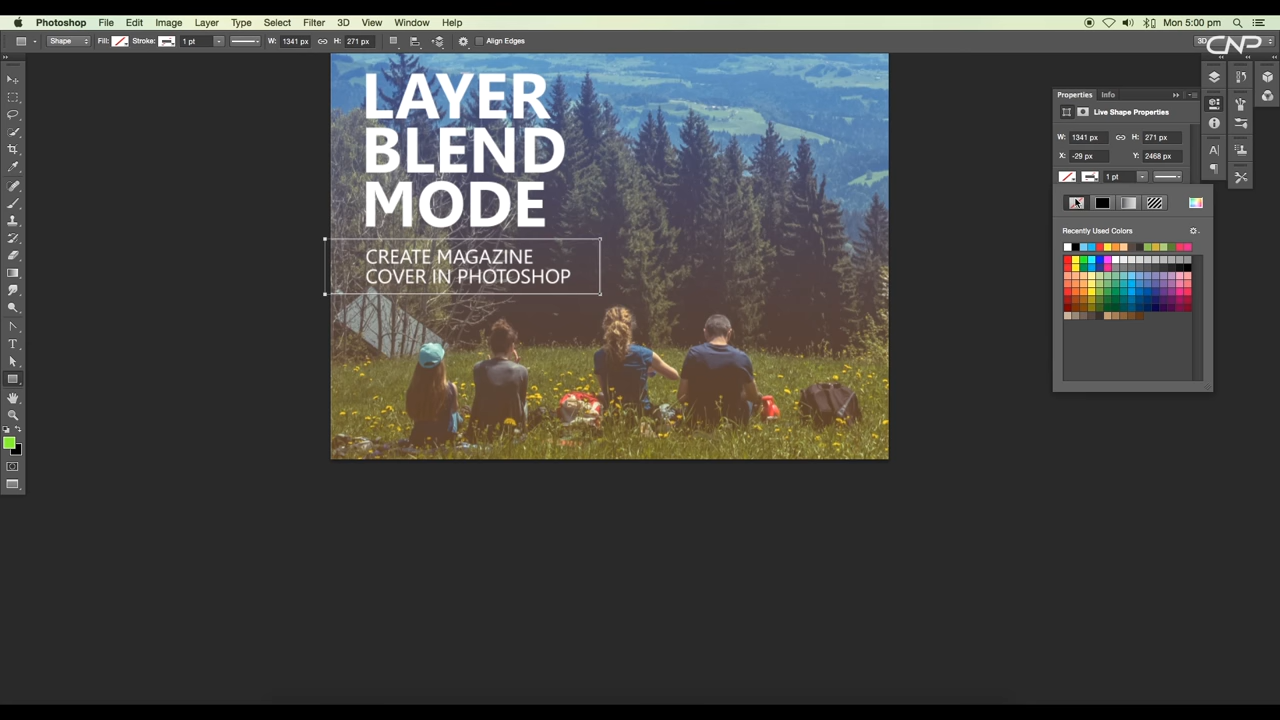 Photoshop File Edit Image Layer Type Select Filter 3D View Window Help Mon 5:00 pm
Shape Fill: Stroke: 1 pt W: 1341 px H: 271 px Align Edges 3D
CNP
LAYER
BLEND
MODE
CREATE MAGAZINE
COVER IN PHOTOSHOP
Properties Info
Live Shape Properties
W: 1341 px H: 271 px
X: -29 px Y: 2468 px
1 pt
Recently Used Colors